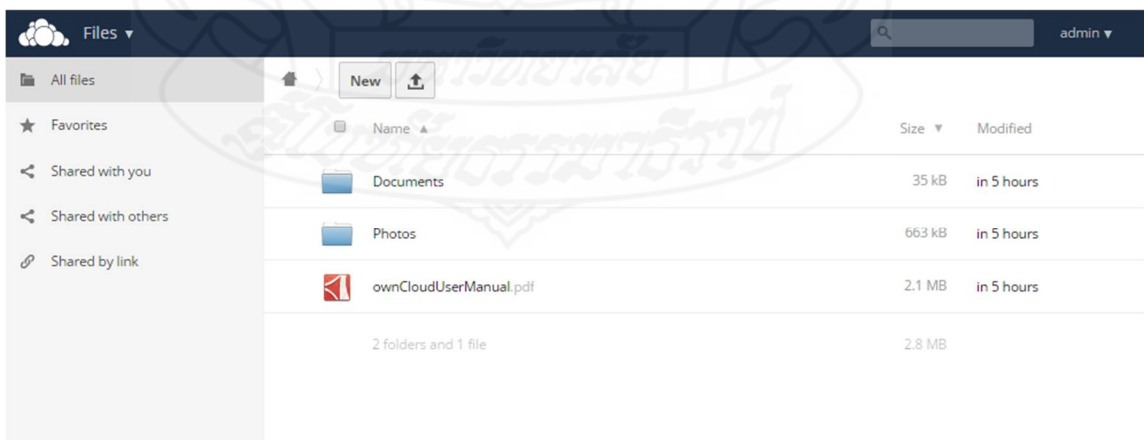 Files ▾
admin ▾
All files
Favorites
Shared with you
Shared with others
Shared by link
New
Name ▲ Size ▼ Modified
Documents 35 kB in 5 hours
Photos 663 kB in 5 hours
ownCloudUserManual.pdf 2.1 MB in 5 hours
2 folders and 1 file 2.8 MB